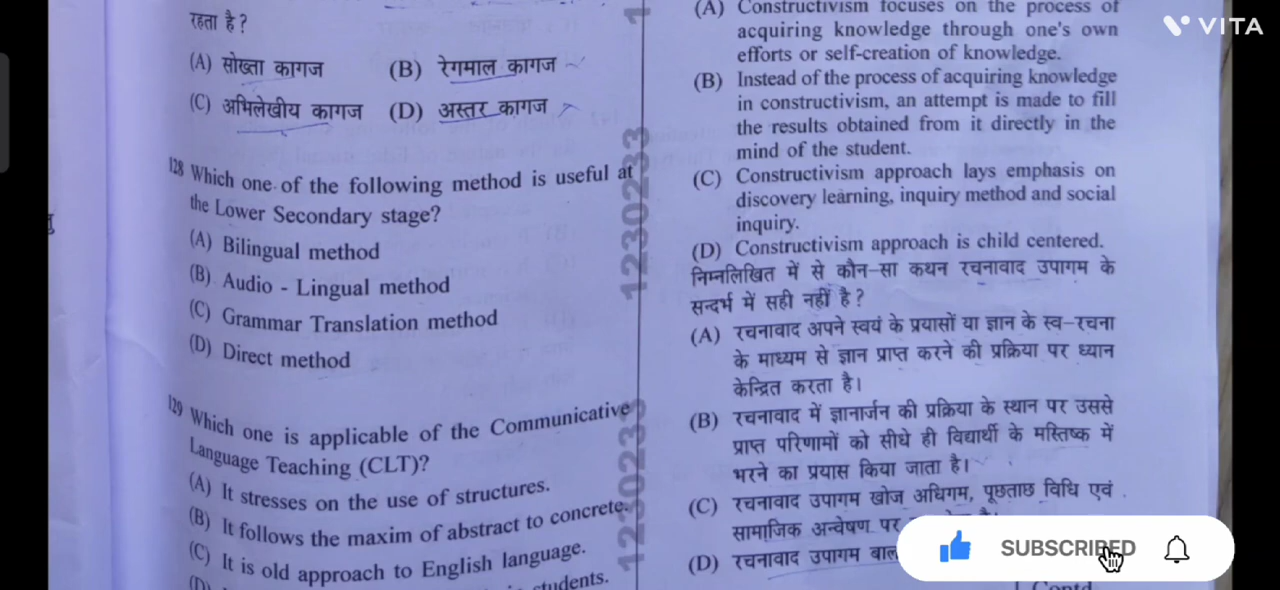 रहता है ?
(A) सोख्ता कागज (B) रेगमाल कागज
(C) अभिलेखीय कागज (D) अस्तर कागज
128 Which one of the following method is useful at
the Lower Secondary stage?
(A) Bilingual method
(B) Audio - Lingual method
(C) Grammar Translation method
(D) Direct method
129 Which one is applicable of the Communicative
Language Teaching (CLT)?
(A) It stresses on the use of structures.
(B) It follows the maxim of abstract to concrete.
(C) It is old approach to English language.
(D) students.
1230233
1230233
(A) Constructivism focuses on the process of
acquiring knowledge through one's own
efforts or self-creation of knowledge.
(B) Instead of the process of acquiring knowledge
in constructivism, an attempt is made to fill
the results obtained from it directly in the
mind of the student.
(C) Constructivism approach lays emphasis on
discovery learning, inquiry method and social
inquiry.
(D) Constructivism approach is child centered.
निम्नलिखित में से कौन-सा कथन रचनावाद उपागम के
सन्दर्भ में सही नहीं है ?
(A) रचनावाद अपने स्वयं के प्रयासों या ज्ञान के स्व-रचना
के माध्यम से ज्ञान प्राप्त करने की प्रक्रिया पर ध्यान
केन्द्रित करता है।
(B) रचनावाद में ज्ञानार्जन की प्रक्रिया के स्थान पर उससे
प्राप्त परिणामों को सीधे ही विद्यार्थी के मस्तिष्क में
भरने का प्रयास किया जाता है।
(C) रचनावाद उपागम खोज अधिगम, पूछताछ विधि एवं
सामाजिक अन्वेषण पर
(D) रचनावाद उपागम बाल
VITA
SUBSCRIBED